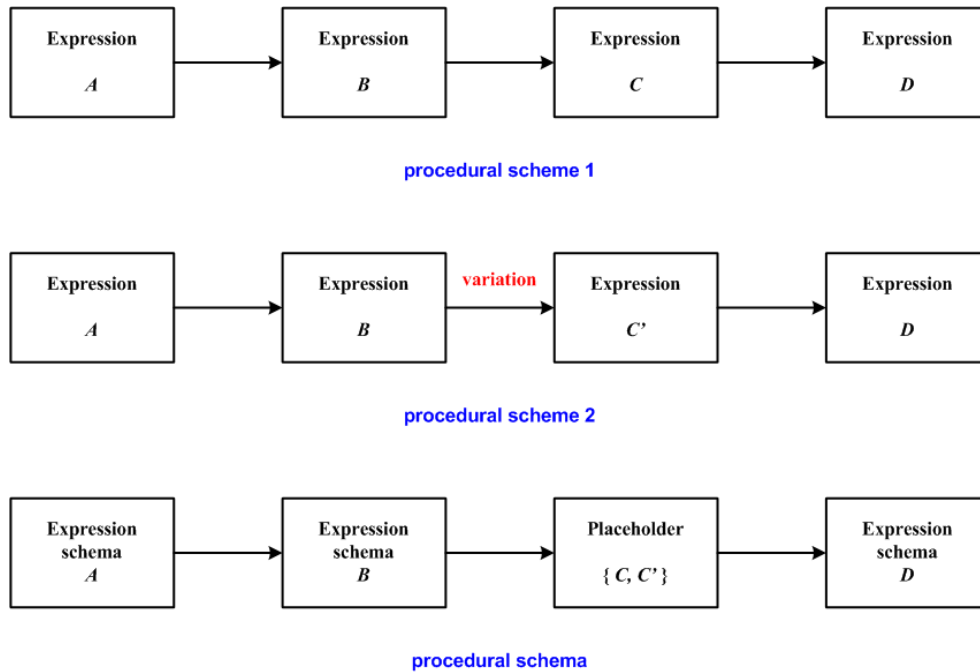 Expression Expression Expression Expression
A B C D
procedural scheme 1
variation
Expression Expression Expression Expression
A B C’ D
procedural scheme 2
Expression Expression Placeholder Expression
schema schema schema
A B { C, C’ } D
procedural schema